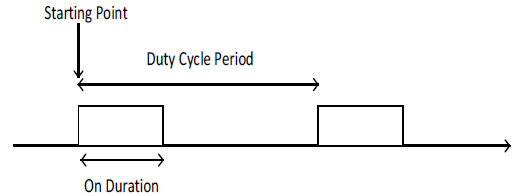 Starting Point
Duty Cycle Period
On Duration